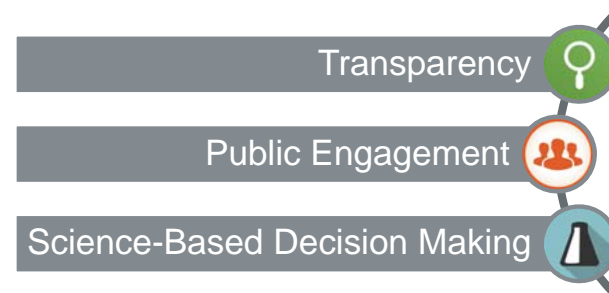 Transparency
Public Engagement
Science-Based Decision Making